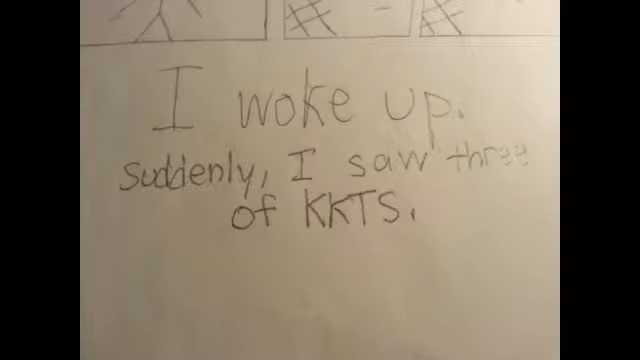 I woke up.
Suddenly, I saw three
of KKTS.